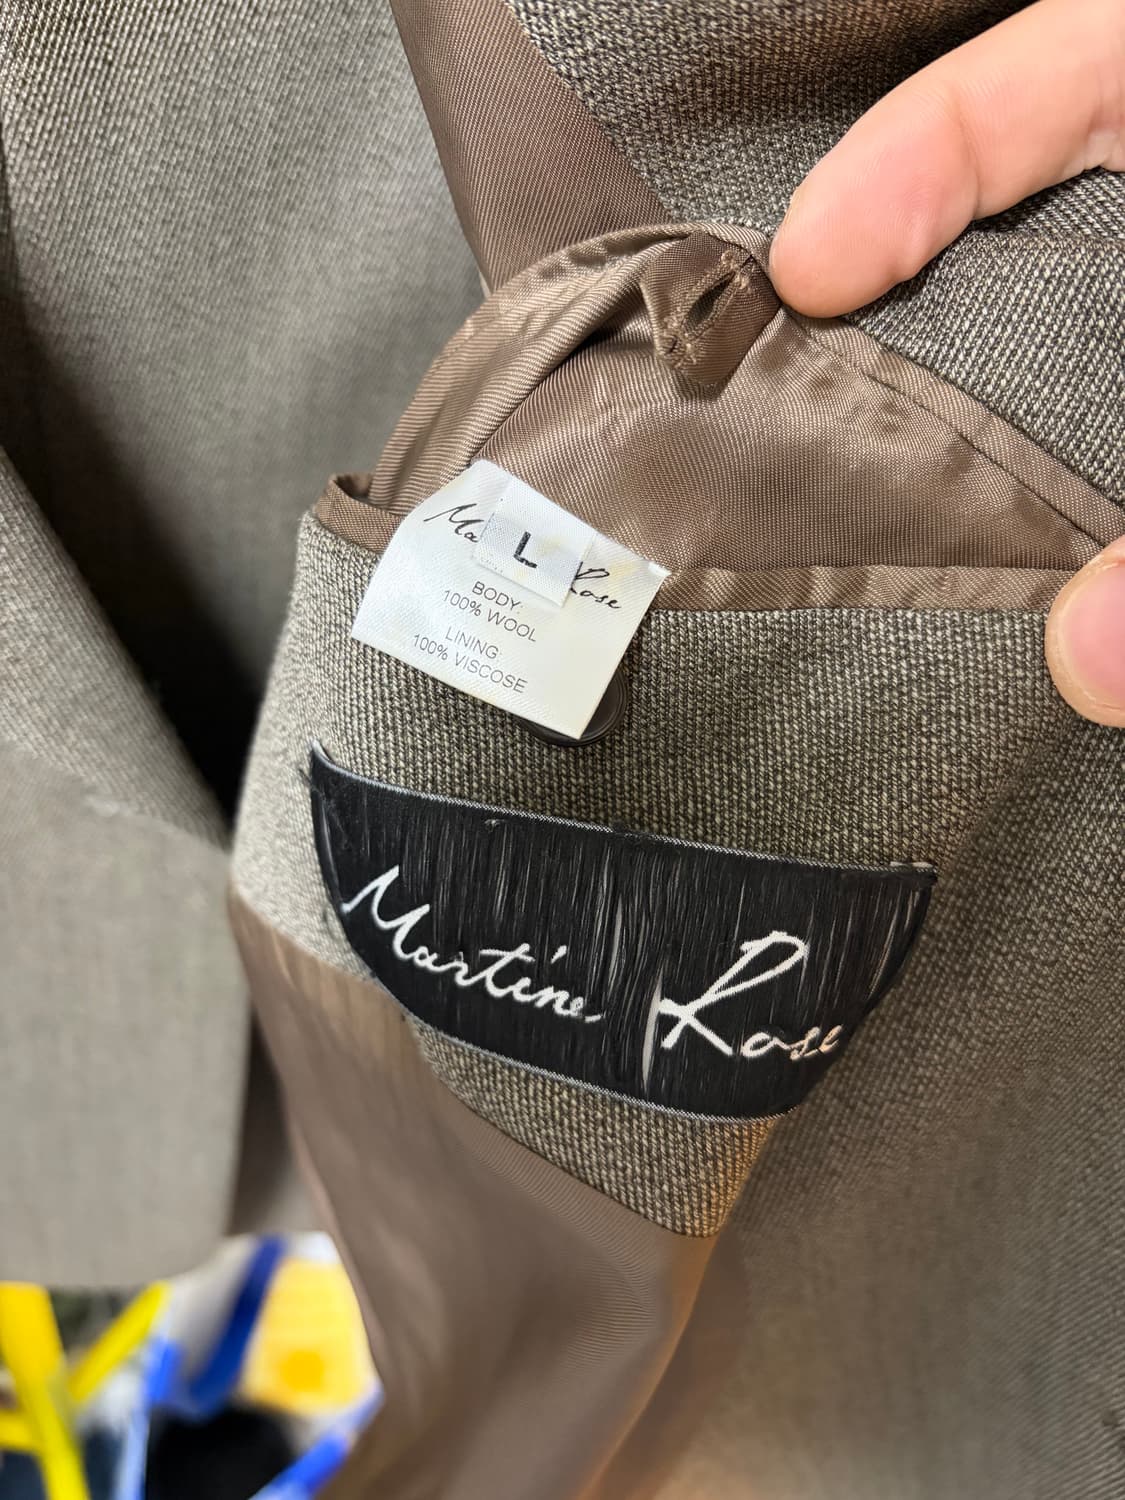 Ma Rose
L
BODY:
100% WOOL
LINING:
100% VISCOSE
Martine Rose